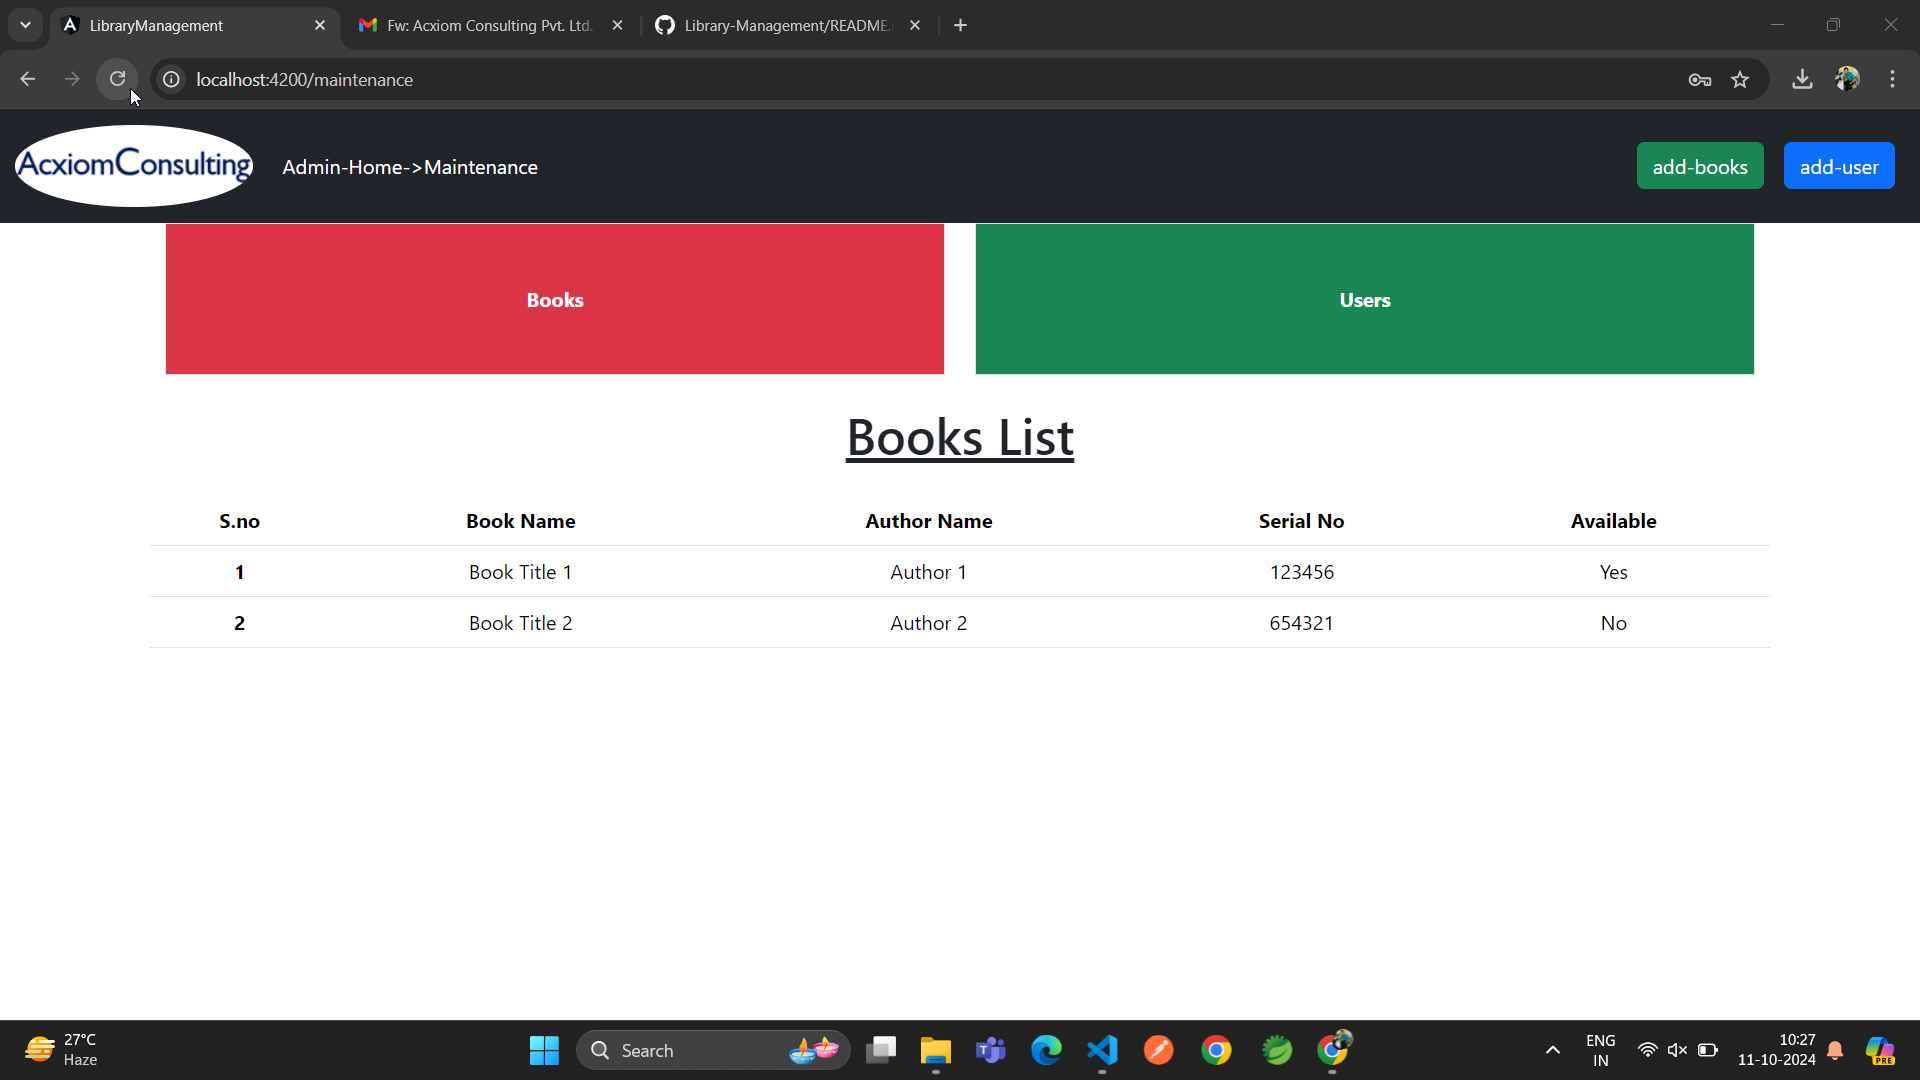 LibraryManagement
Fw: Acxiom Consulting Pvt. Ltd.
Library-Management/README.
localhost:4200/maintenance
AcxiomConsulting
Admin-Home->Maintenance
add-books
add-user
Books
Users
Books List
S.no Book Name Author Name Serial No Available
1 Book Title 1 Author 1 123456 Yes
2 Book Title 2 Author 2 654321 No
27°C
Haze
Search
ENG
IN
10:27
11-10-2024
PRE